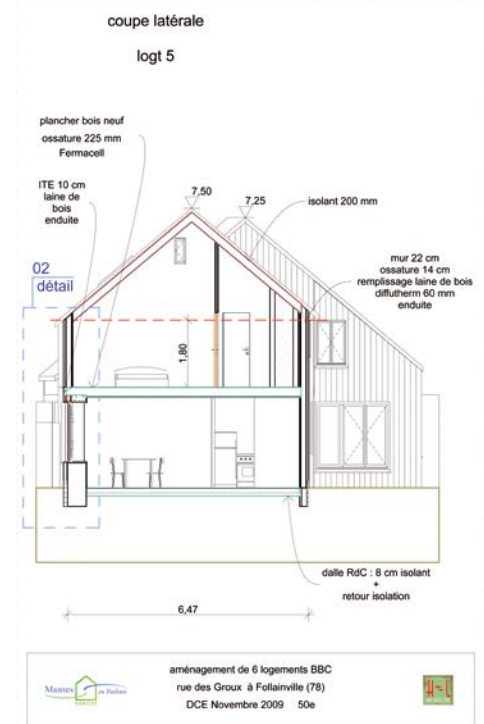 coupe latérale
logt 5
plancher bois neuf
ossature 225 mm
Fermacell
ITE 10 cm
laine de
bois
enduite
7,50
7,25
isolant 200 mm
mur 22 cm
ossature 14 cm
remplissage laine de bois
diffutherm 60 mm
enduite
02
détail
1,80
dalle RdC : 8 cm isolant
+
retour isolation
6,47
aménagement de 6 logements BBC
rue des Groux à Follainville (78)
DCE Novembre 2009 50e
Mantes en Yvelines
HABITAT